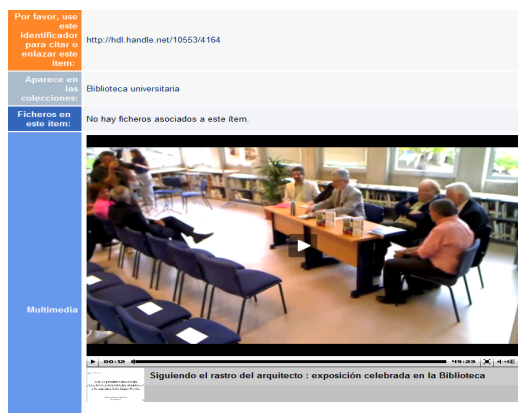 Por favor, use
este
identificador
para citar o
enlazar este
ítem:
http://hdl.handle.net/10553/4164
Aparece en
las
colecciones:
Biblioteca universitaria
Ficheros en
este ítem:
No hay ficheros asociados a este ítem.
Multimedia
00:12
49:23
Siguiendo el rastro del arquitecto : exposición celebrada en la Biblioteca